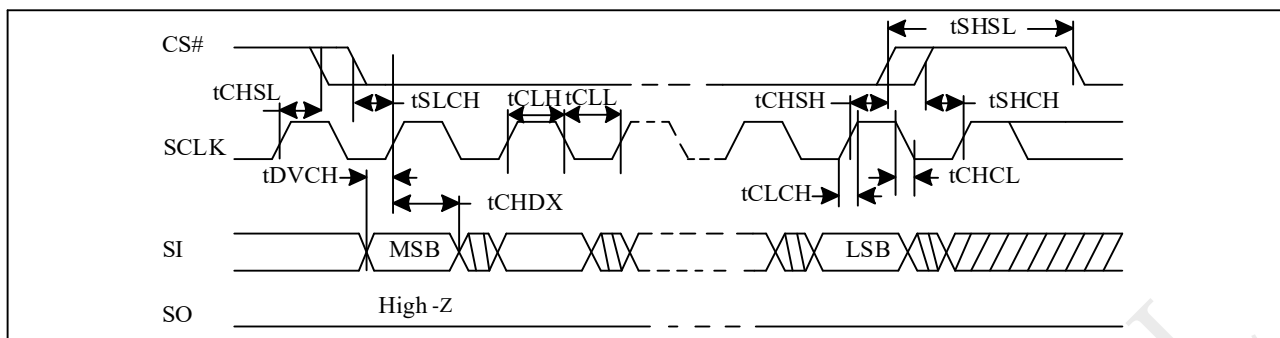 CS#
tSHSL
tCHSL
tSLCH
tCLH
tCLL
tCHSH
tSHCH
SCLK
tDVCH
tCHDX
tCLCH
tCHCL
SI
MSB
LSB
SO
High -Z